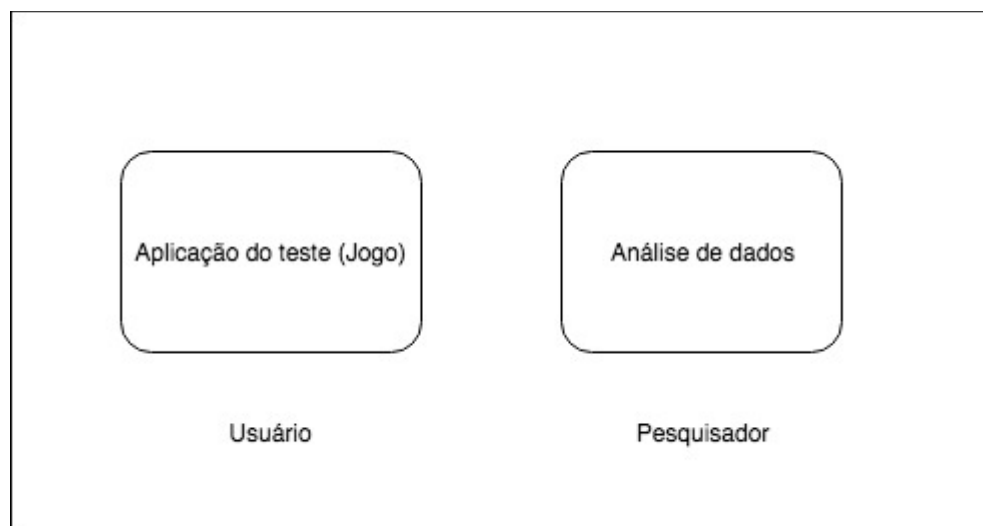 Aplicação do teste (Jogo)
Análise de dados
Usuário
Pesquisador